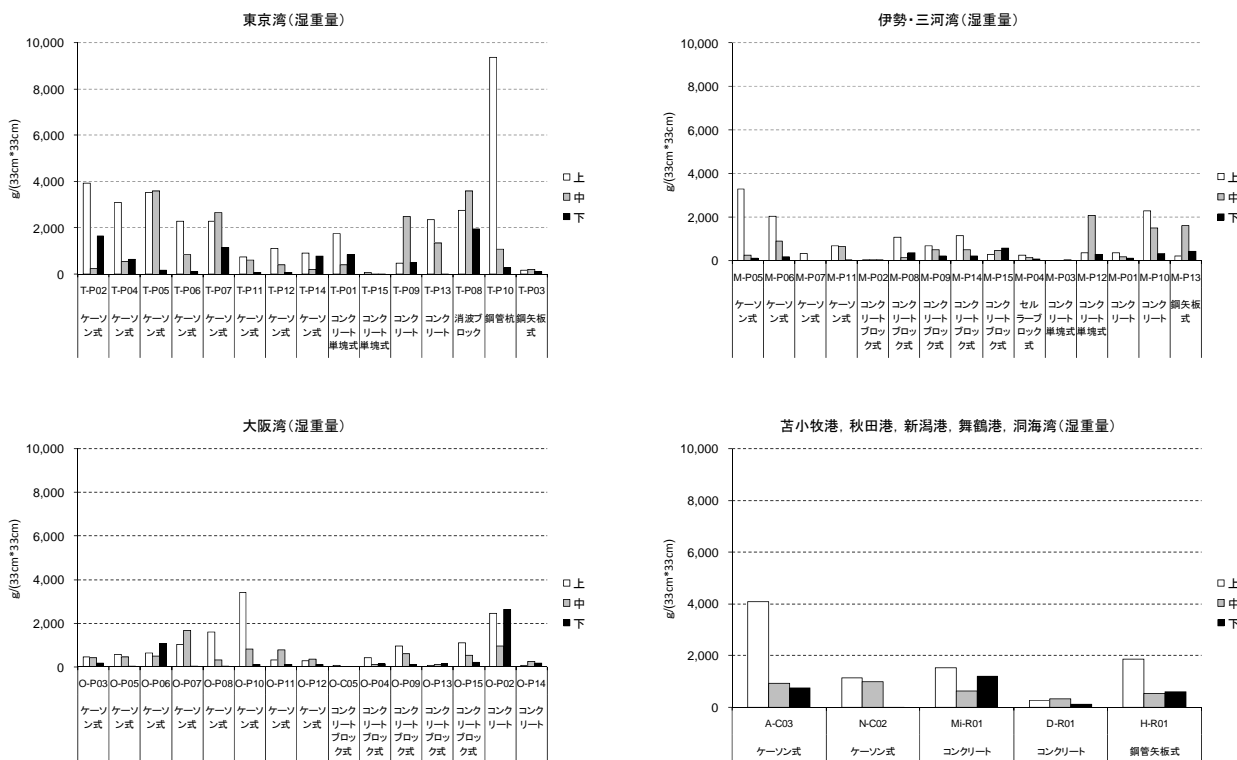 東京湾（湿重量）
10,000
8,000
6,000
4,000
2,000
0
g/(33cm*33cm)
上
中
下
T-P02 T-P04 T-P05 T-P06 T-P07 T-P11 T-P12 T-P14 T-P01 T-P15 T-P09 T-P13 T-P08 T-P10 T-P03
ケーソン式 ケーソン式 ケーソン式 ケーソン式 ケーソン式 ケーソン式 ケーソン式 ケーソン式 コンクリート単塊式 コンクリート単塊式 コンクリート コンクリート 消波ブロック 鋼管杭 鋼矢板式
伊勢・三河湾（湿重量）
10,000
8,000
6,000
4,000
2,000
0
g/(33cm*33cm)
上
中
下
M-P05 M-P06 M-P07 M-P11 M-P02 M-P08 M-P09 M-P14 M-P15 M-P04 M-P03 M-P12 M-P01 M-P10 M-P13
ケーソン式 ケーソン式 ケーソン式 ケーソン式 コンクリートブロック式 コンクリートブロック式 コンクリートブロック式 コンクリートブロック式 コンクリートブロック式 セルラーブロック式 コンクリート単塊式 コンクリート単塊式 コンクリート コンクリート 鋼矢板式
大阪湾（湿重量）
10,000
8,000
6,000
4,000
2,000
0
g/(33cm*33cm)
上
中
下
O-P03 O-P05 O-P06 O-P07 O-P08 O-P10 O-P11 O-P12 O-C05 O-P04 O-P09 O-P13 O-P15 O-P02 O-P14
ケーソン式 ケーソン式 ケーソン式 ケーソン式 ケーソン式 ケーソン式 ケーソン式 ケーソン式 コンクリートブロック式 コンクリートブロック式 コンクリートブロック式 コンクリートブロック式 コンクリートブロック式 コンクリート コンクリート
苫小牧港，秋田港，新潟港，舞鶴港，洞海湾（湿重量）
10,000
8,000
6,000
4,000
2,000
0
g/(33cm*33cm)
上
中
下
A-C03 N-C02 Mi-R01 D-R01 H-R01
ケーソン式 ケーソン式 コンクリート コンクリート 鋼管矢板式